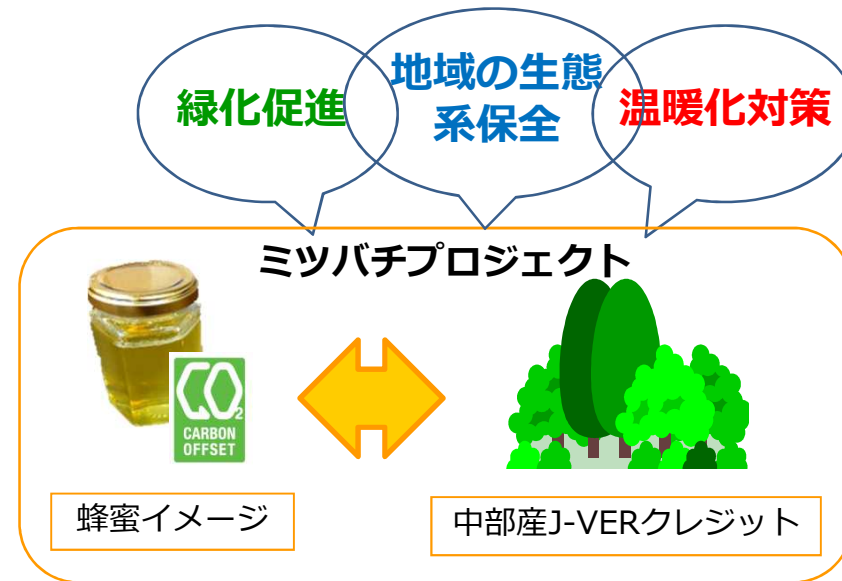 緑化促進
地域の生態
系保全
温暖化対策
ミツバチプロジェクト
CO2
CARBON
OFFSET
蜂蜜イメージ
中部産J-VERクレジット